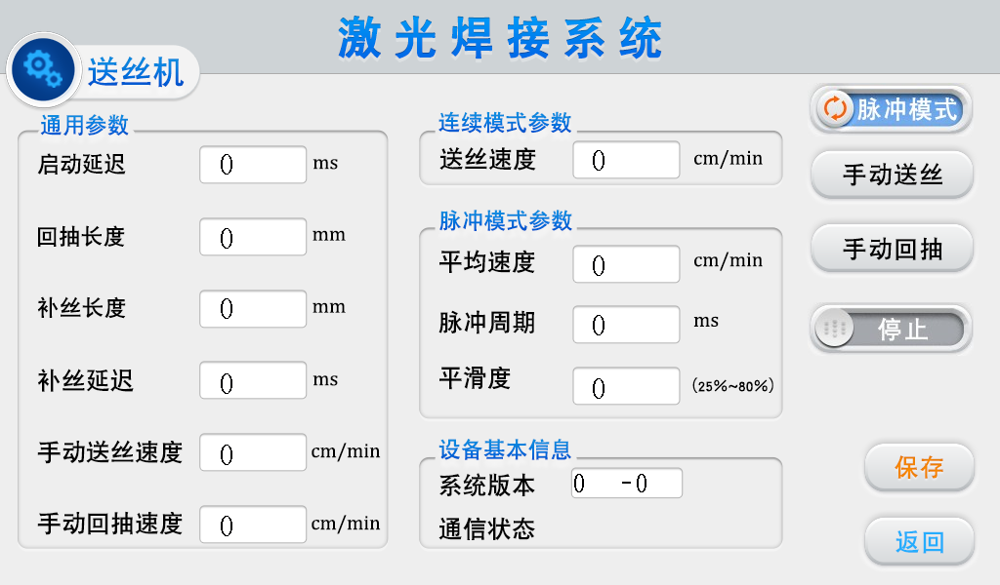 激光焊接系统
送丝机
通用参数
启动延迟 0 ms
回抽长度 0 mm
补丝长度 0 mm
补丝延迟 0 ms
手动送丝速度 0 cm/min
手动回抽速度 0 cm/min
连续模式参数
送丝速度 0 cm/min
脉冲模式参数
平均速度 0 cm/min
脉冲周期 0 ms
平滑度 0 (25%~80%)
设备基本信息
系统版本 0 -0
通信状态
脉冲模式
手动送丝
手动回抽
停止
保存
返回